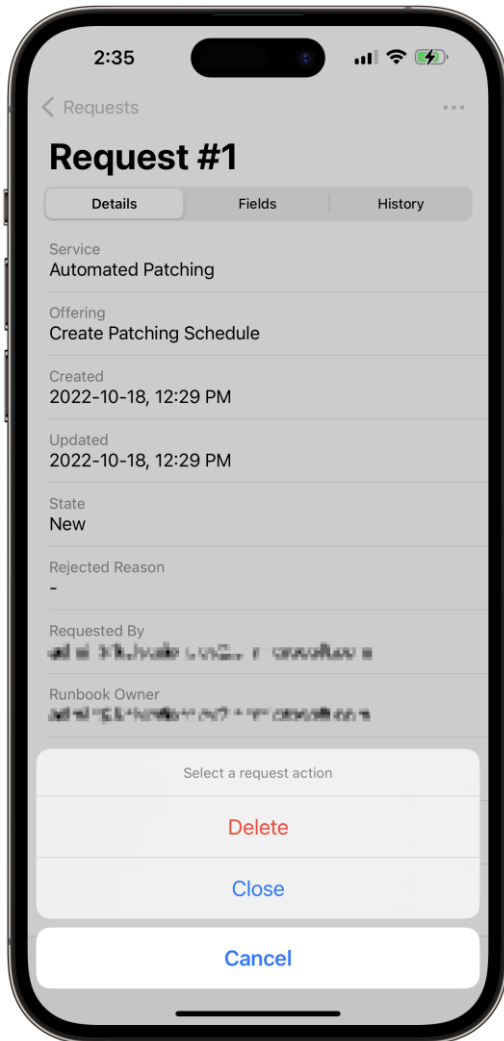 2:35
Requests
Request #1
Details Fields History
Service
Automated Patching
Offering
Create Patching Schedule
Created
2022-10-18, 12:29 PM
Updated
2022-10-18, 12:29 PM
State
New
Rejected Reason
-
Requested By
Runbook Owner
Select a request action
Delete
Close
Cancel